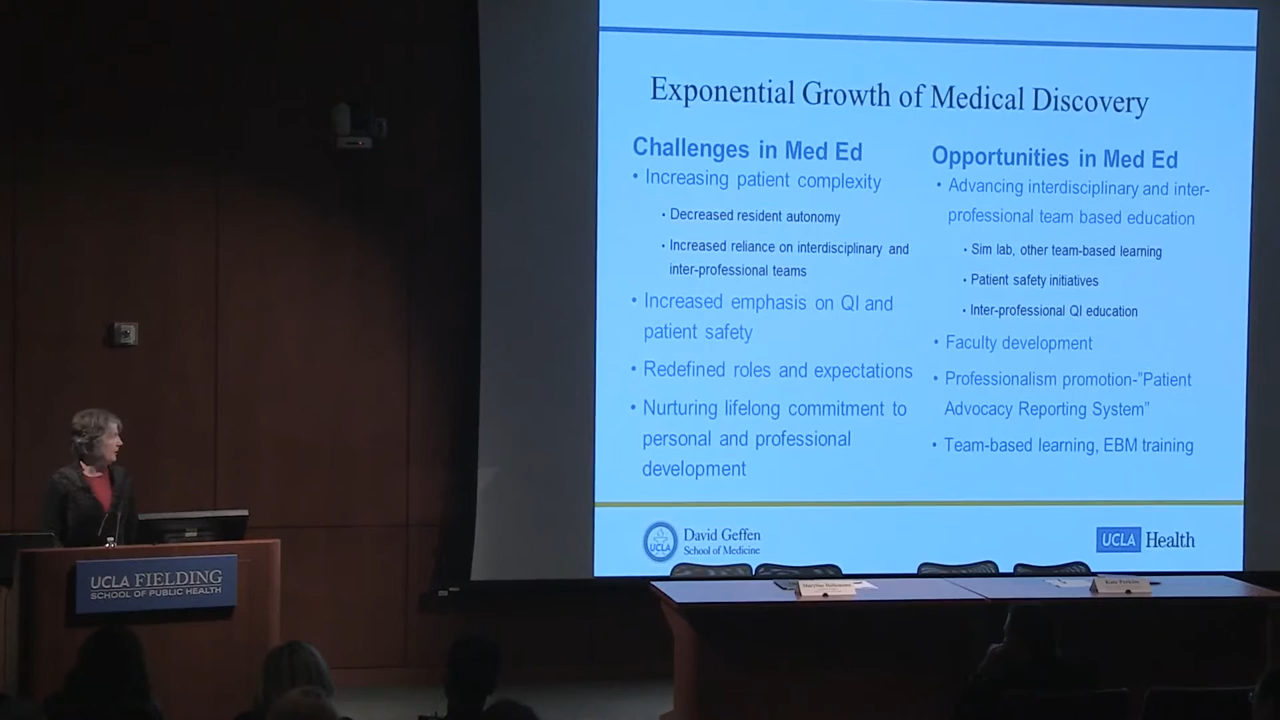 Exponential Growth of Medical Discovery
Challenges in Med Ed
• Increasing patient complexity
• Decreased resident autonomy
• Increased reliance on interdisciplinary and
inter-professional teams
• Increased emphasis on QI and
patient safety
• Redefined roles and expectations
• Nurturing lifelong commitment to
personal and professional
development
Opportunities in Med Ed
• Advancing interdisciplinary and inter-
professional team based education
• Sim lab, other team-based learning
• Patient safety initiatives
• Inter-professional QI education
• Faculty development
• Professionalism promotion-"Patient
Advocacy Reporting System"
• Team-based learning, EBM training
UCLA
David Geffen
School of Medicine
UCLA Health
UCLA FIELDING
SCHOOL OF PUBLIC HEALTH